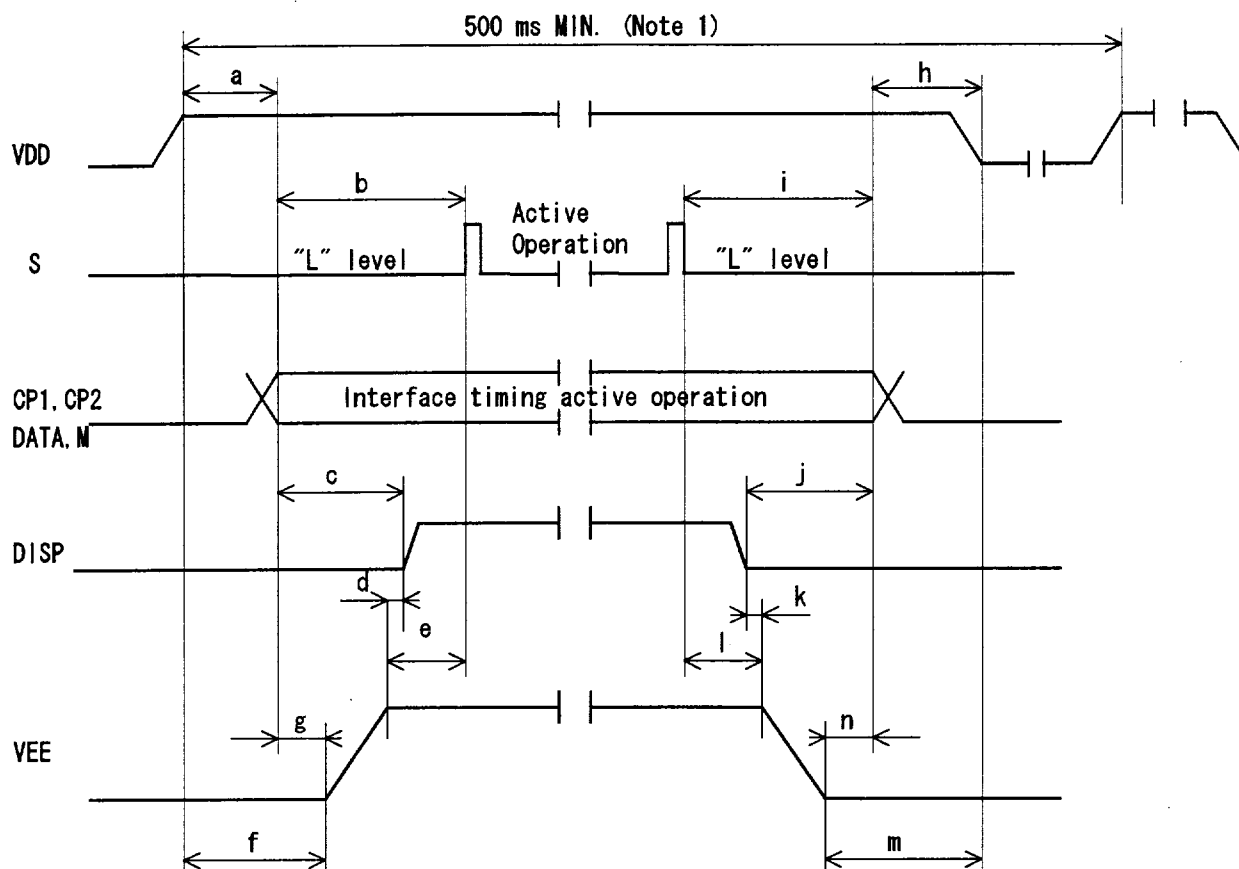 500 ms MIN. (Note 1)
a
h
VDD
b
i
Active
Operation
S
"L" level
"L" level
CP1, CP2
DATA, M
Interface timing active operation
c
j
DISP
d
k
e
l
g
n
VEE
f
m